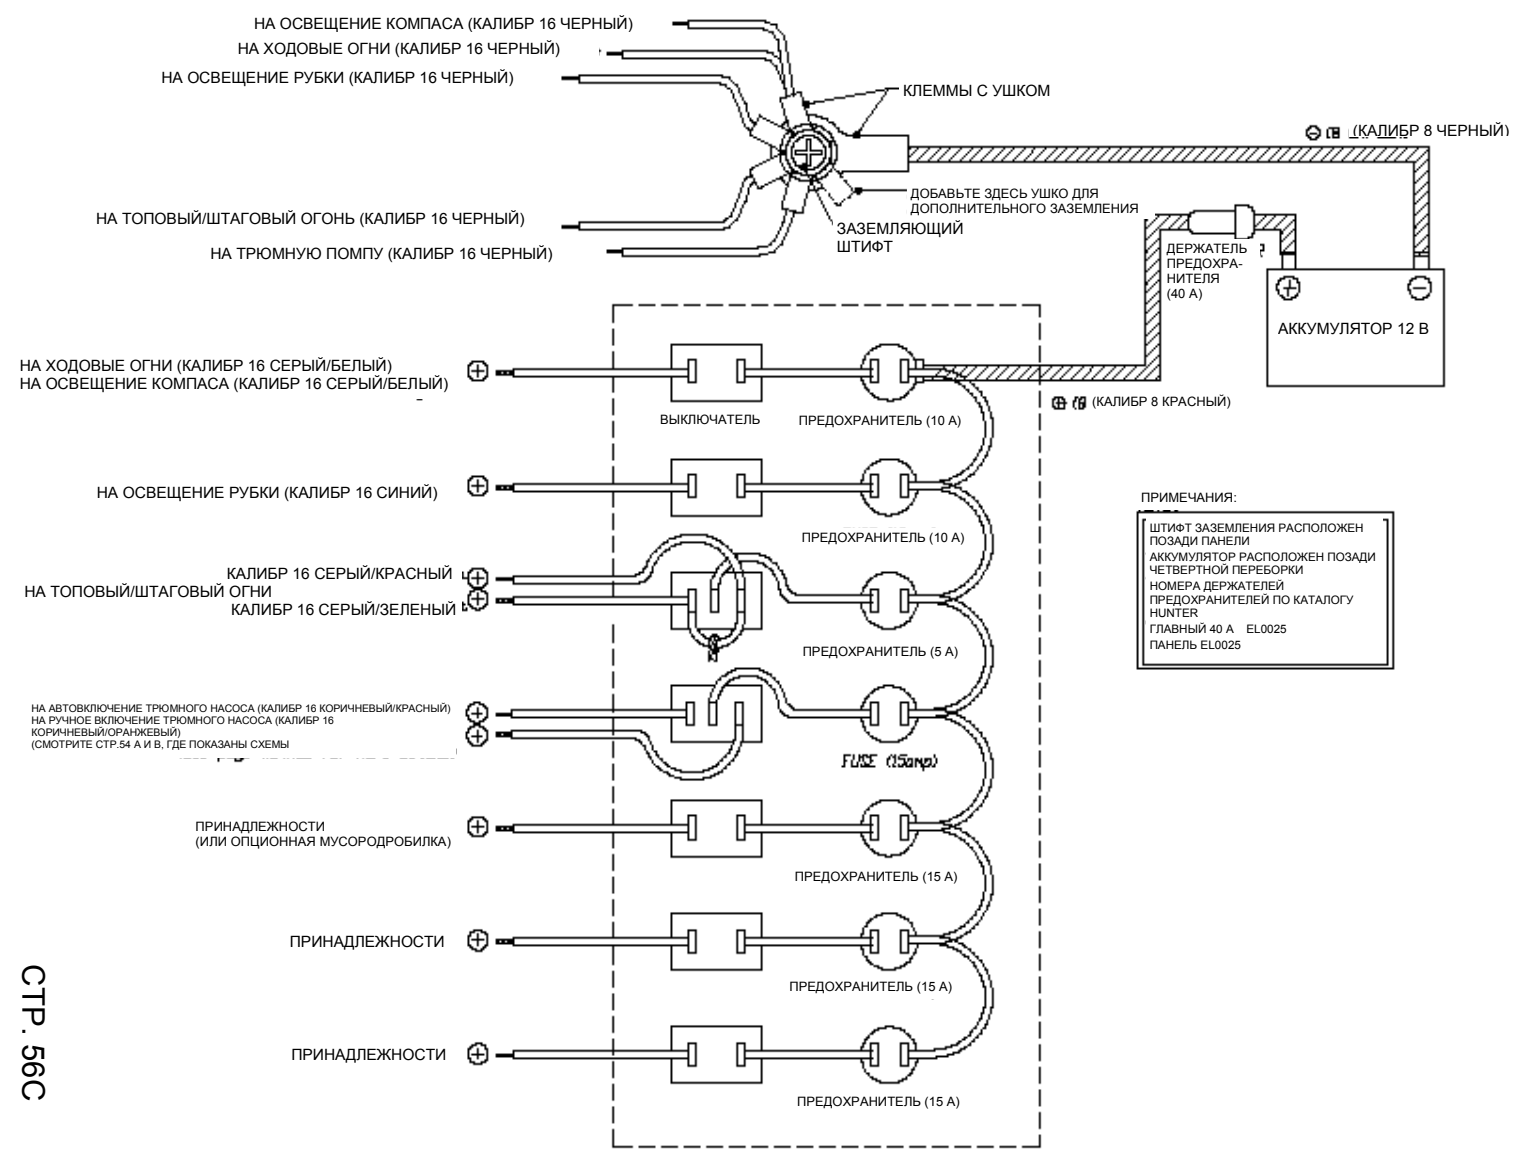 НА ОСВЕЩЕНИЕ КОМПАСА (КАЛИБР 16 ЧЕРНЫЙ)
НА ХОДОВЫЕ ОГНИ (КАЛИБР 16 ЧЕРНЫЙ)
НА ОСВЕЩЕНИЕ РУБКИ (КАЛИБР 16 ЧЕРНЫЙ)
КЛЕММЫ С УШКОМ
(КАЛИБР 8 ЧЕРНЫЙ)
ДОБАВЬТЕ ЗДЕСЬ УШКО ДЛЯ
ДОПОЛНИТЕЛЬНОГО ЗАЗЕМЛЕНИЯ
НА ТОПОВЫЙ/ШТАГОВЫЙ ОГОНЬ (КАЛИБР 16 ЧЕРНЫЙ)
ЗАЗЕМЛЯЮЩИЙ
ШТИФТ
НА ТРЮМНУЮ ПОМПУ (КАЛИБР 16 ЧЕРНЫЙ)
ДЕРЖАТЕЛЬ
ПРЕДОХРА-
НИТЕЛЯ
(40 А)
АККУМУЛЯТОР 12 В
НА ХОДОВЫЕ ОГНИ (КАЛИБР 16 СЕРЫЙ/БЕЛЫЙ)
НА ОСВЕЩЕНИЕ КОМПАСА (КАЛИБР 16 СЕРЫЙ/БЕЛЫЙ)
(КАЛИБР 8 КРАСНЫЙ)
ВЫКЛЮЧАТЕЛЬ
ПРЕДОХРАНИТЕЛЬ (10 А)
НА ОСВЕЩЕНИЕ РУБКИ (КАЛИБР 16 СИНИЙ)
ПРЕДОХРАНИТЕЛЬ (10 А)
КАЛИБР 16 СЕРЫЙ/КРАСНЫЙ
НА ТОПОВЫЙ/ШТАГОВЫЙ ОГНИ
КАЛИБР 16 СЕРЫЙ/ЗЕЛЕНЫЙ
ПРЕДОХРАНИТЕЛЬ (5 А)
НА АВТОВКЛЮЧЕНИЕ ТРЮМНОГО НАСОСА (КАЛИБР 16 КОРИЧНЕВЫЙ/КРАСНЫЙ)
НА РУЧНОЕ ВКЛЮЧЕНИЕ ТРЮМНОГО НАСОСА (КАЛИБР 16
КОРИЧНЕВЫЙ/ОРАНЖЕВЫЙ)
(СМОТРИТЕ СТР.54 А И В, ГДЕ ПОКАЗАНЫ СХЕМЫ
FUSE (15amp)
ПРИНАДЛЕЖНОСТИ
(ИЛИ ОПЦИОННАЯ МУСОРОДРОБИЛКА)
ПРЕДОХРАНИТЕЛЬ (15 А)
ПРИНАДЛЕЖНОСТИ
ПРЕДОХРАНИТЕЛЬ (15 А)
ПРИНАДЛЕЖНОСТИ
ПРЕДОХРАНИТЕЛЬ (15 А)
ПРИМЕЧАНИЯ:
ШТИФТ ЗАЗЕМЛЕНИЯ РАСПОЛОЖЕН
ПОЗАДИ ПАНЕЛИ
АККУМУЛЯТОР РАСПОЛОЖЕН ПОЗАДИ
ЧЕТВЕРТНОЙ ПЕРЕБОРКИ
НОМЕРА ДЕРЖАТЕЛЕЙ
ПРЕДОХРАНИТЕЛЕЙ ПО КАТАЛОГУ
HUNTER
ГЛАВНЫЙ 40 А EL0025
ПАНЕЛЬ EL0025
СТР. 56С